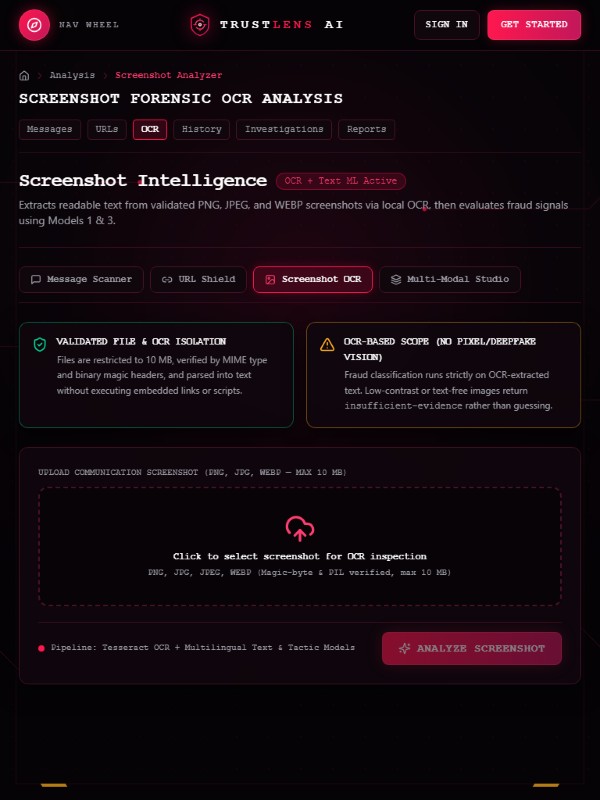 NAV WHEEL
TRUSTLENS AI
SIGN IN
GET STARTED
Analysis
Screenshot Analyzer
SCREENSHOT FORENSIC OCR ANALYSIS
Messages
URLs
OCR
History
Investigations
Reports
Screenshot Intelligence
OCR + Text ML Active
Extracts readable text from validated PNG, JPEG, and WEBP screenshots via local OCR, then evaluates fraud signals
using Models 1 & 3.
Message Scanner
URL Shield
Screenshot OCR
Multi-Modal Studio
VALIDATED FILE & OCR ISOLATION
Files are restricted to 10 MB, verified by MIME type
and binary magic headers, and parsed into text
without executing embedded links or scripts.
OCR-BASED SCOPE (NO PIXEL/DEEPFAKE
VISION)
Fraud classification runs strictly on OCR-extracted
text. Low-contrast or text-free images return
insufficient-evidence rather than guessing.
UPLOAD COMMUNICATION SCREENSHOT (PNG, JPG, WEBP — MAX 10 MB)
Click to select screenshot for OCR inspection
PNG, JPG, JPEG, WEBP (Magic-byte & PIL verified, max 10 MB)
Pipeline: Tesseract OCR + Multilingual Text & Tactic Models
ANALYZE SCREENSHOT